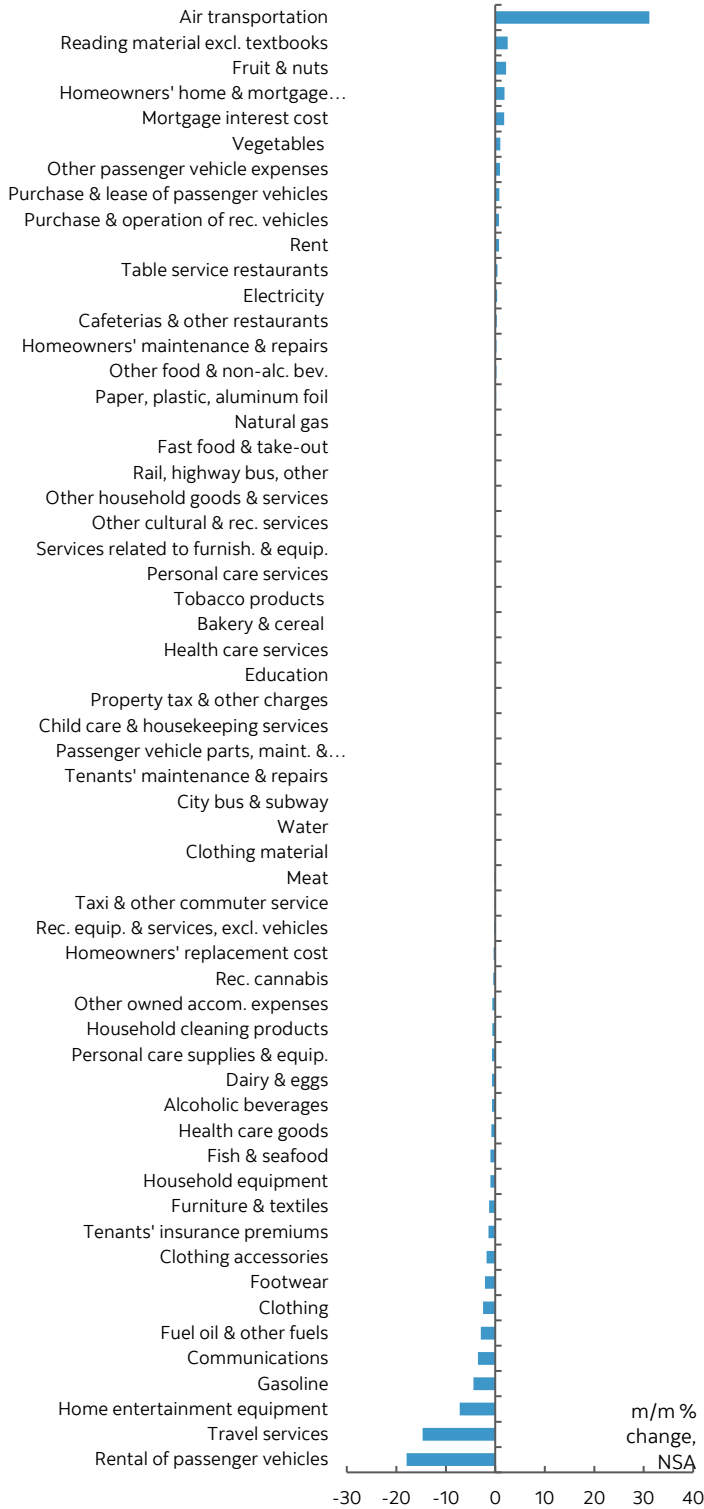 Air transportation
Reading material excl. textbooks
Fruit & nuts
Homeowners' home & mortgage…
Mortgage interest cost
Vegetables
Other passenger vehicle expenses
Purchase & lease of passenger vehicles
Purchase & operation of rec. vehicles
Rent
Table service restaurants
Electricity
Cafeterias & other restaurants
Homeowners' maintenance & repairs
Other food & non-alc. bev.
Paper, plastic, aluminum foil
Natural gas
Fast food & take-out
Rail, highway bus, other
Other household goods & services
Other cultural & rec. services
Services related to furnish. & equip.
Personal care services
Tobacco products
Bakery & cereal
Health care services
Education
Property tax & other charges
Child care & housekeeping services
Passenger vehicle parts, maint. &…
Tenants' maintenance & repairs
City bus & subway
Water
Clothing material
Meat
Taxi & other commuter service
Rec. equip. & services, excl. vehicles
Homeowners' replacement cost
Rec. cannabis
Other owned accom. expenses
Household cleaning products
Personal care supplies & equip.
Dairy & eggs
Alcoholic beverages
Health care goods
Fish & seafood
Household equipment
Furniture & textiles
Tenants' insurance premiums
Clothing accessories
Footwear
Clothing
Fuel oil & other fuels
Communications
Gasoline
Home entertainment equipment
Travel services
Rental of passenger vehicles
m/m %
change,
NSA
-30 -20 -10 0 10 20 30 40